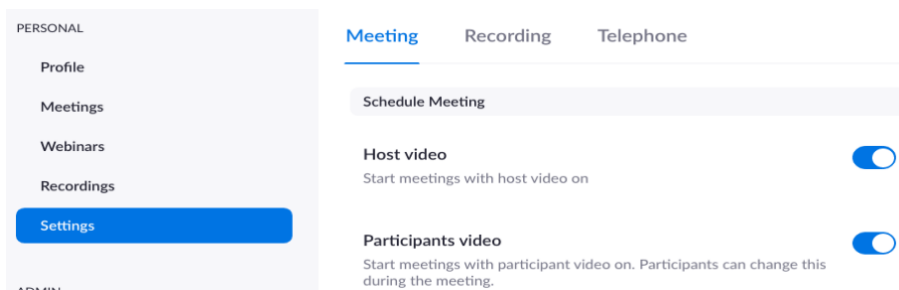 PERSONAL
Profile
Meetings
Webinars
Recordings
Settings
ADMIN
Meeting Recording Telephone
Schedule Meeting
Host video
Start meetings with host video on
Participants video
Start meetings with participant video on. Participants can change this
during the meeting.